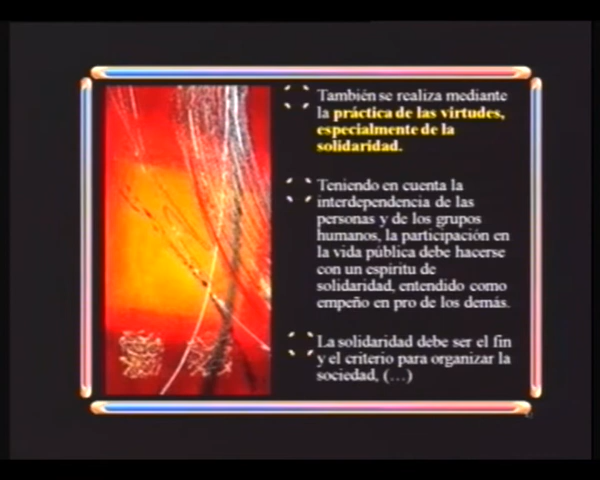 También se realiza mediante
la práctica de las virtudes,
especialmente de la
solidaridad.
Teniendo en cuenta la
interdependencia de las
personas y de los grupos
humanos, la participación en
la vida pública debe hacerse
con un espíritu de
solidaridad, entendido como
empeño en pro de los demás.
La solidaridad debe ser el fin
y el criterio para organizar la
sociedad, (…)